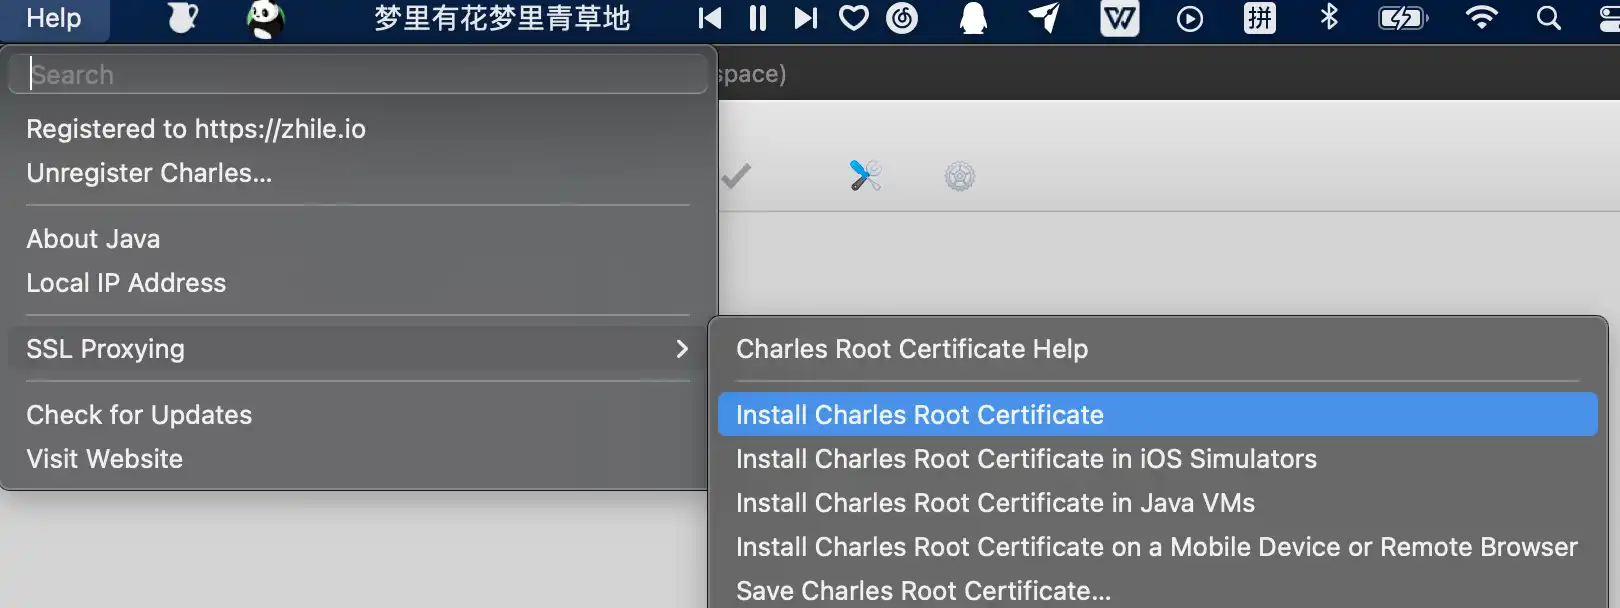 Help
梦里有花梦里青草地
拼
Search
space)
Registered to https://zhile.io
Unregister Charles...
About Java
Local IP Address
SSL Proxying
Check for Updates
Visit Website
Charles Root Certificate Help
Install Charles Root Certificate
Install Charles Root Certificate in iOS Simulators
Install Charles Root Certificate in Java VMs
Install Charles Root Certificate on a Mobile Device or Remote Browser
Save Charles Root Certificate...